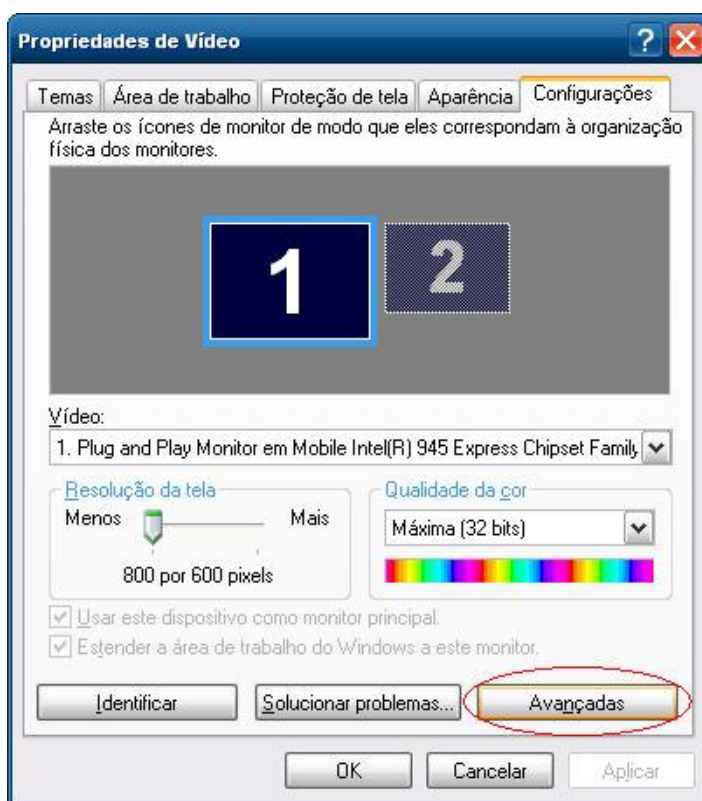 Propriedades de Vídeo
Temas Área de trabalho Proteção de tela Aparência Configurações
Arraste os ícones de monitor de modo que eles correspondam à organização
física dos monitores.
1 2
Vídeo:
1. Plug and Play Monitor em Mobile Intel(R) 945 Express Chipset Family
Resolução da tela Qualidade da cor
Menos Mais Máxima (32 bits)
800 por 600 pixels
Usar este dispositivo como monitor principal.
Estender a área de trabalho do Windows a este monitor.
Identificar Solucionar problemas... Avançadas
OK Cancelar Aplicar